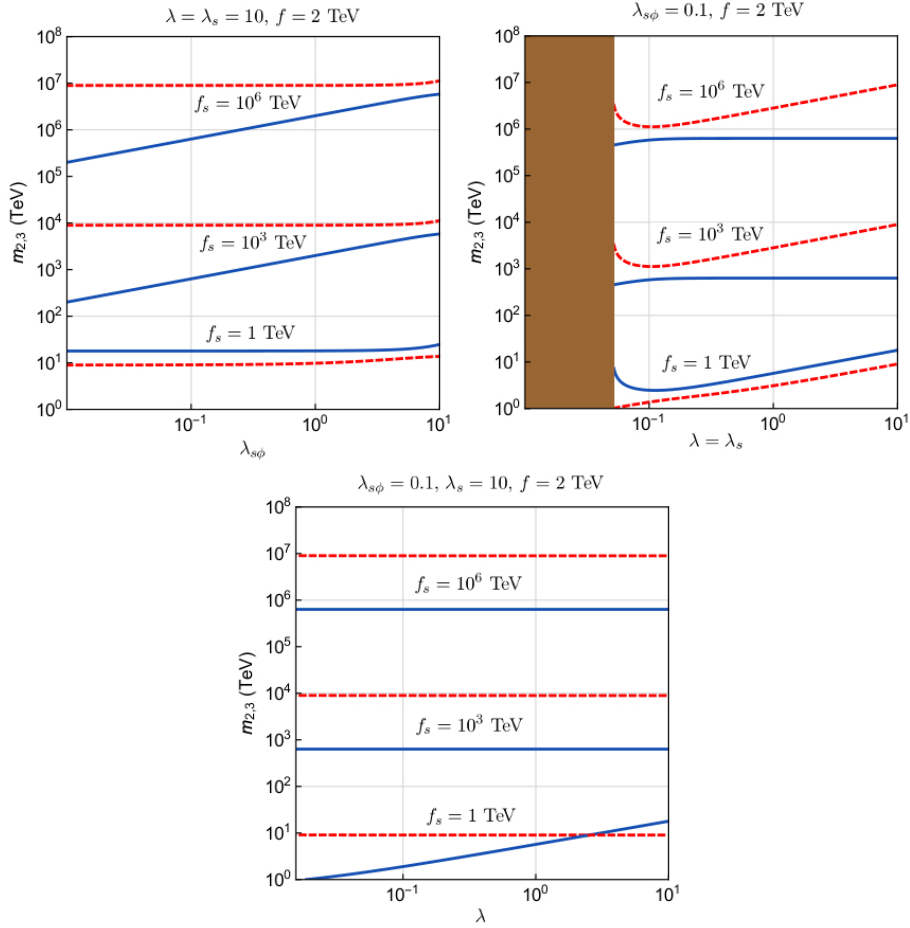 λ = λ_s = 10, f = 2 TeV
10^8
10^7
10^6
10^5
10^4
10^3
10^2
10^1
10^0
m_{2,3} (TeV)
f_s = 10^6 TeV
f_s = 10^3 TeV
f_s = 1 TeV
10^{-1} 10^0 10^1
λ_{sϕ}
λ_{sϕ} = 0.1, f = 2 TeV
10^8
10^7
10^6
10^5
10^4
10^3
10^2
10^1
10^0
m_{2,3} (TeV)
f_s = 10^6 TeV
f_s = 10^3 TeV
f_s = 1 TeV
10^{-1} 10^0 10^1
λ = λ_s
λ_{sϕ} = 0.1, λ_s = 10, f = 2 TeV
10^8
10^7
10^6
10^5
10^4
10^3
10^2
10^1
10^0
m_{2,3} (TeV)
f_s = 10^6 TeV
f_s = 10^3 TeV
f_s = 1 TeV
10^{-1} 10^0 10^1
λ